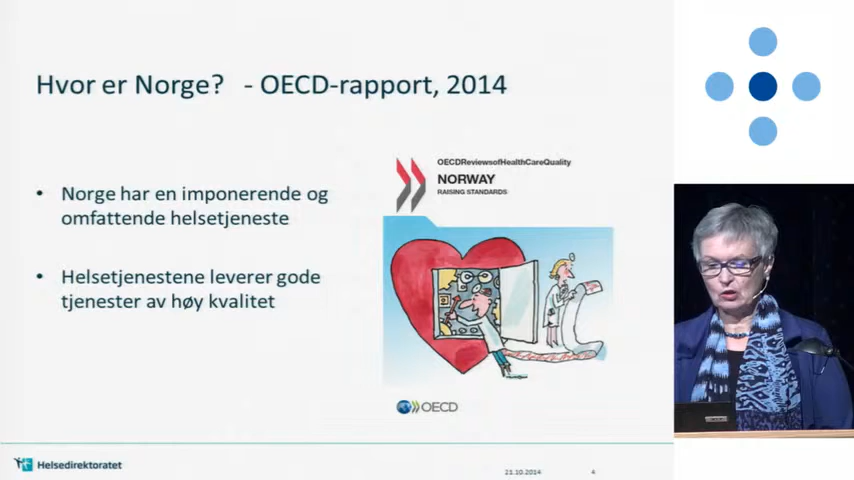 Hvor er Norge? - OECD-rapport, 2014
• Norge har en imponerende og
omfattende helsetjeneste
• Helsetjenestene leverer gode
tjenester av høy kvalitet
OECDReviewsofHealthCareQuality
NORWAY
RAISING STANDARDS
OECD
Helsedirektoratet
21.10.2014
4